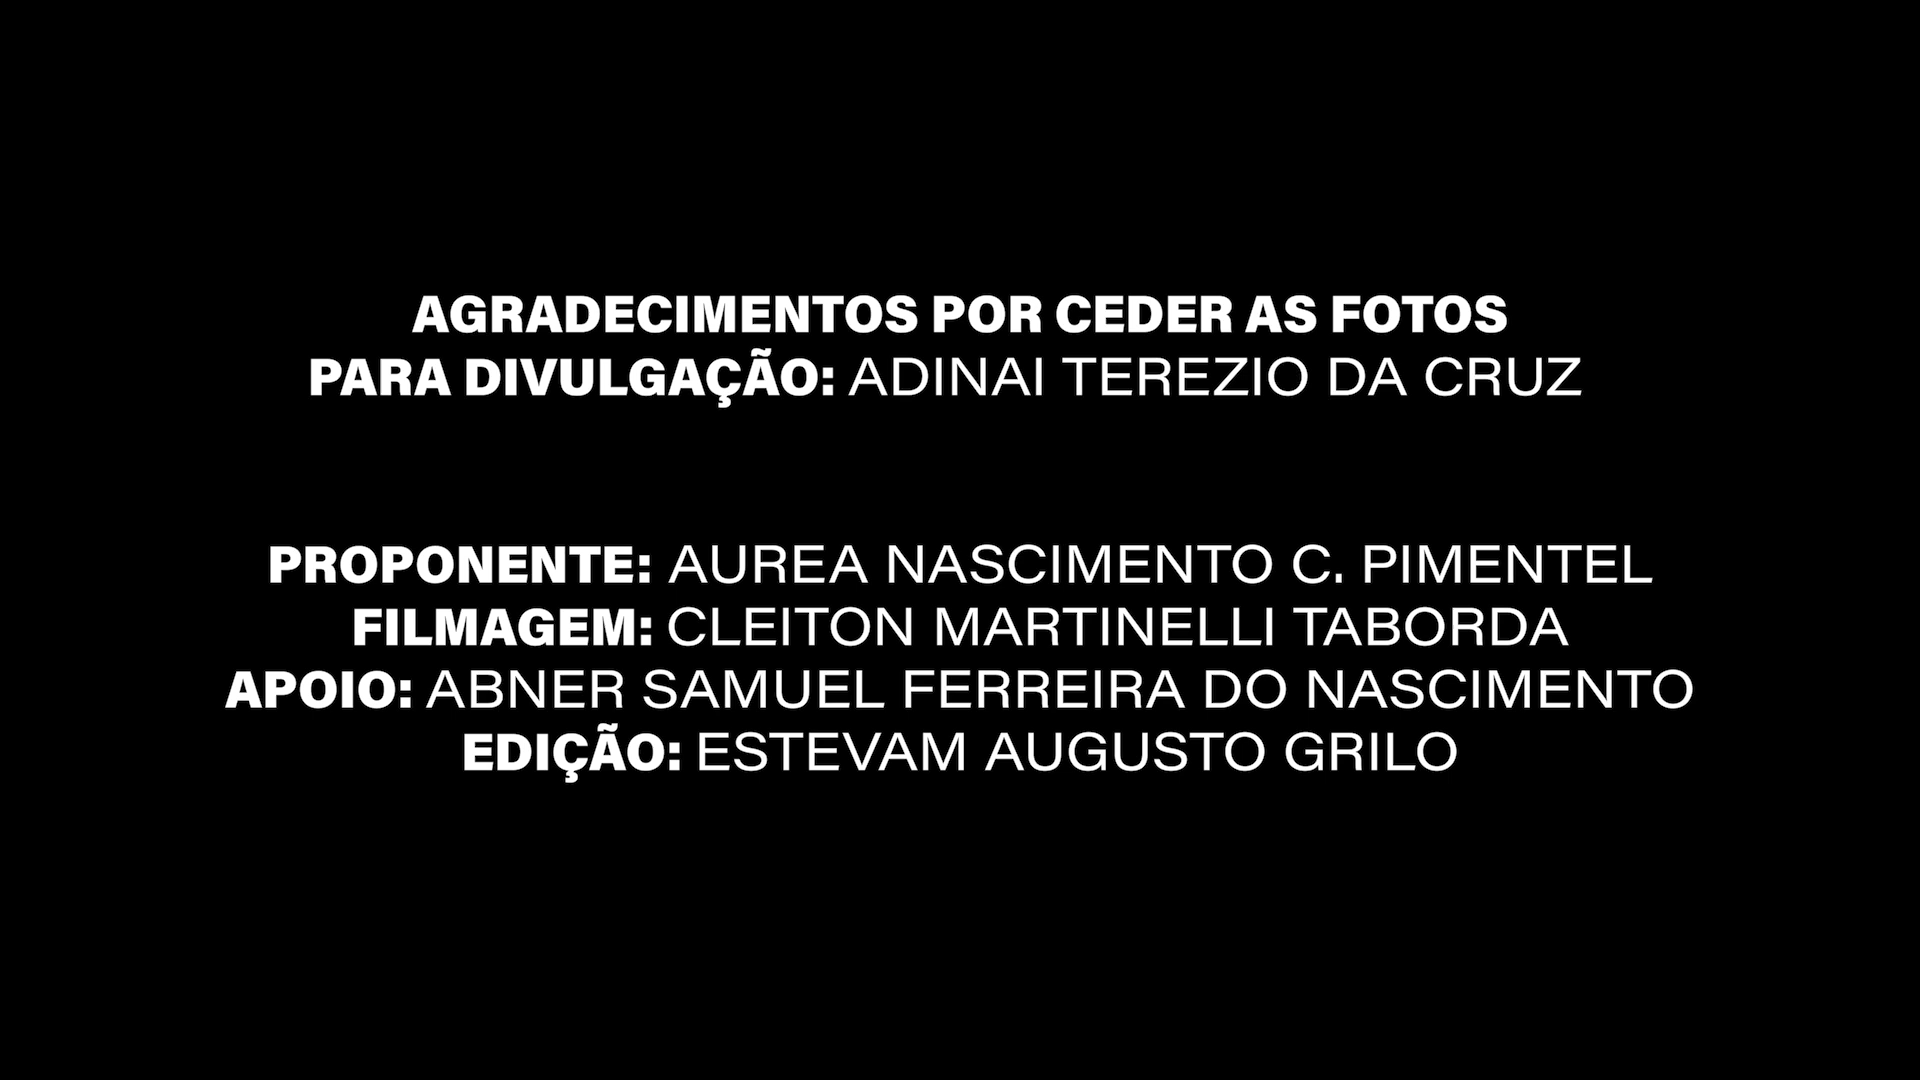 AGRADECIMENTOS POR CEDER AS FOTOS
PARA DIVULGAÇÃO: ADINAI TEREZIO DA CRUZ
PROPONENTE: AUREA NASCIMENTO C. PIMENTEL
FILMAGEM: CLEITON MARTINELLI TABORDA
APOIO: ABNER SAMUEL FERREIRA DO NASCIMENTO
EDIÇÃO: ESTEVAM AUGUSTO GRILO